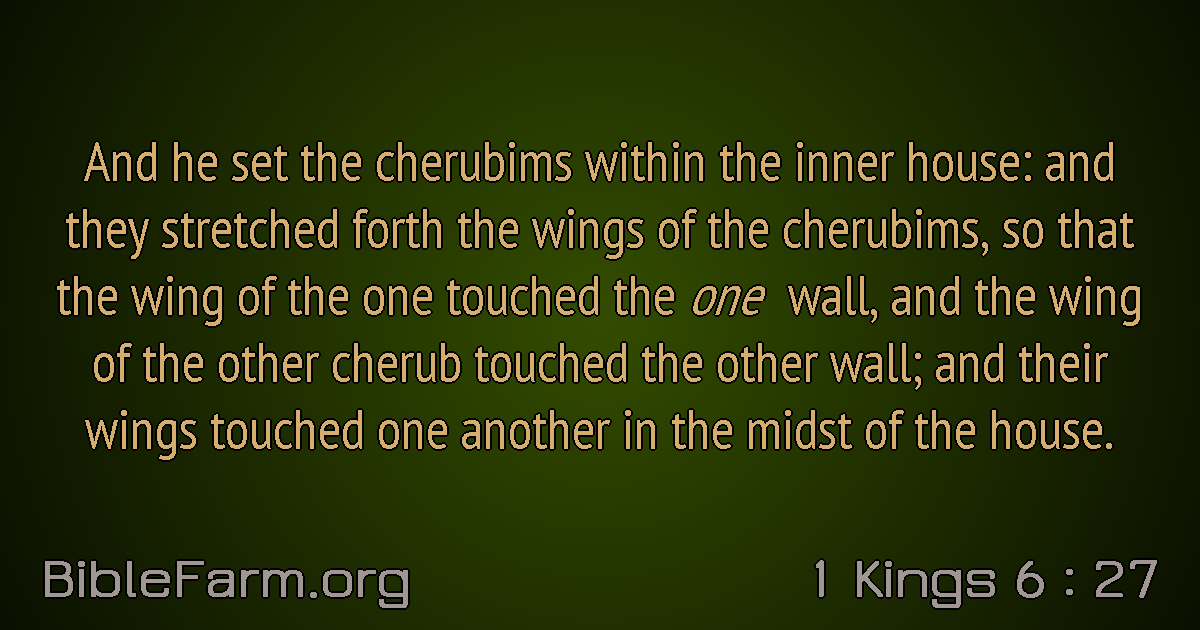 And he set the cherubims within the inner house: and
they stretched forth the wings of the cherubims, so that
the wing of the one touched the one wall, and the wing
of the other cherub touched the other wall; and their
wings touched one another in the midst of the house.
BibleFarm.org
1 Kings 6 : 27